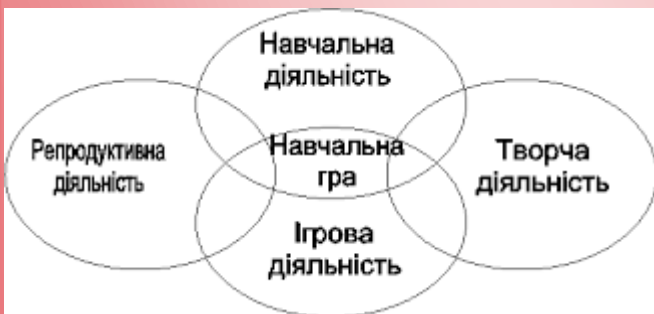 Навчальна
діяльність
Репродуктивна
діяльність
Навчальна
гра
Творча
діяльність
Ігрова
діяльність